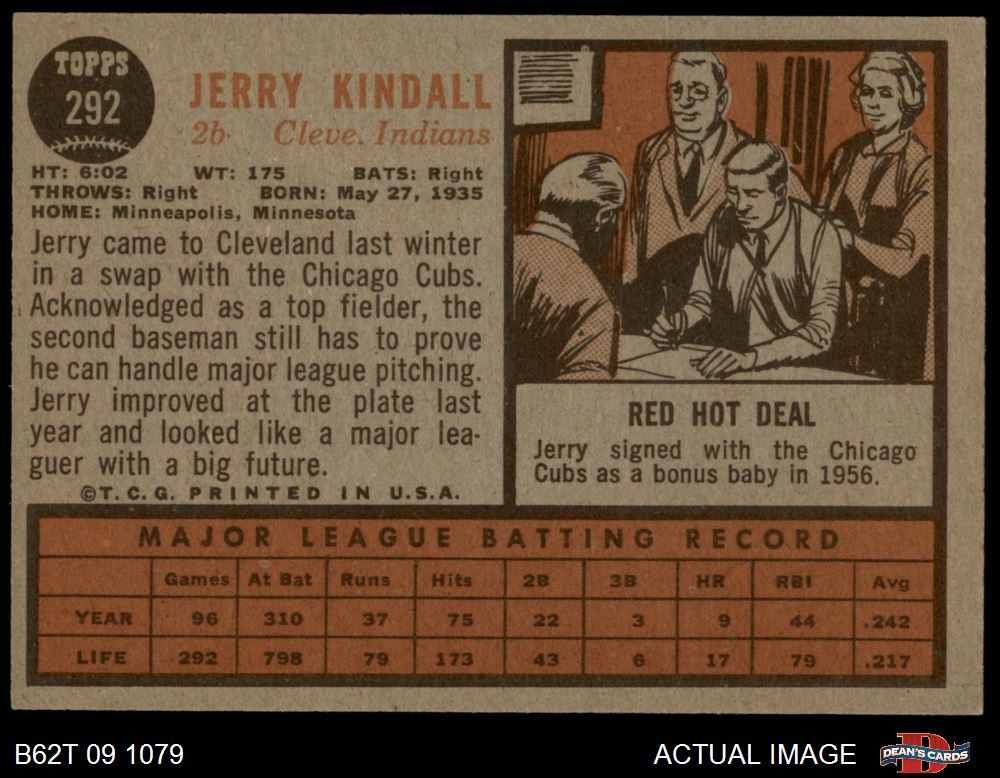 TOPPS
292
JERRY KINDALL
2b Cleve. Indians
HT: 6:02 WT: 175 BATS: Right
THROWS: Right BORN: May 27, 1935
HOME: Minneapolis, Minnesota
Jerry came to Cleveland last winter
in a swap with the Chicago Cubs.
Acknowledged as a top fielder, the
second baseman still has to prove
he can handle major league pitching.
Jerry improved at the plate last
year and looked like a major lea-
guer with a big future.
©T.C.G. PRINTED IN U.S.A.
RED HOT DEAL
Jerry signed with the Chicago
Cubs as a bonus baby in 1956.
MAJOR LEAGUE BATTING RECORD
Games At Bat Runs Hits 2B 3B HR RBI Avg
YEAR 96 310 37 75 22 3 9 44 .242
LIFE 292 798 79 173 43 6 17 79 .217
B62T 09 1079
ACTUAL IMAGE
DEAN'S CARDS